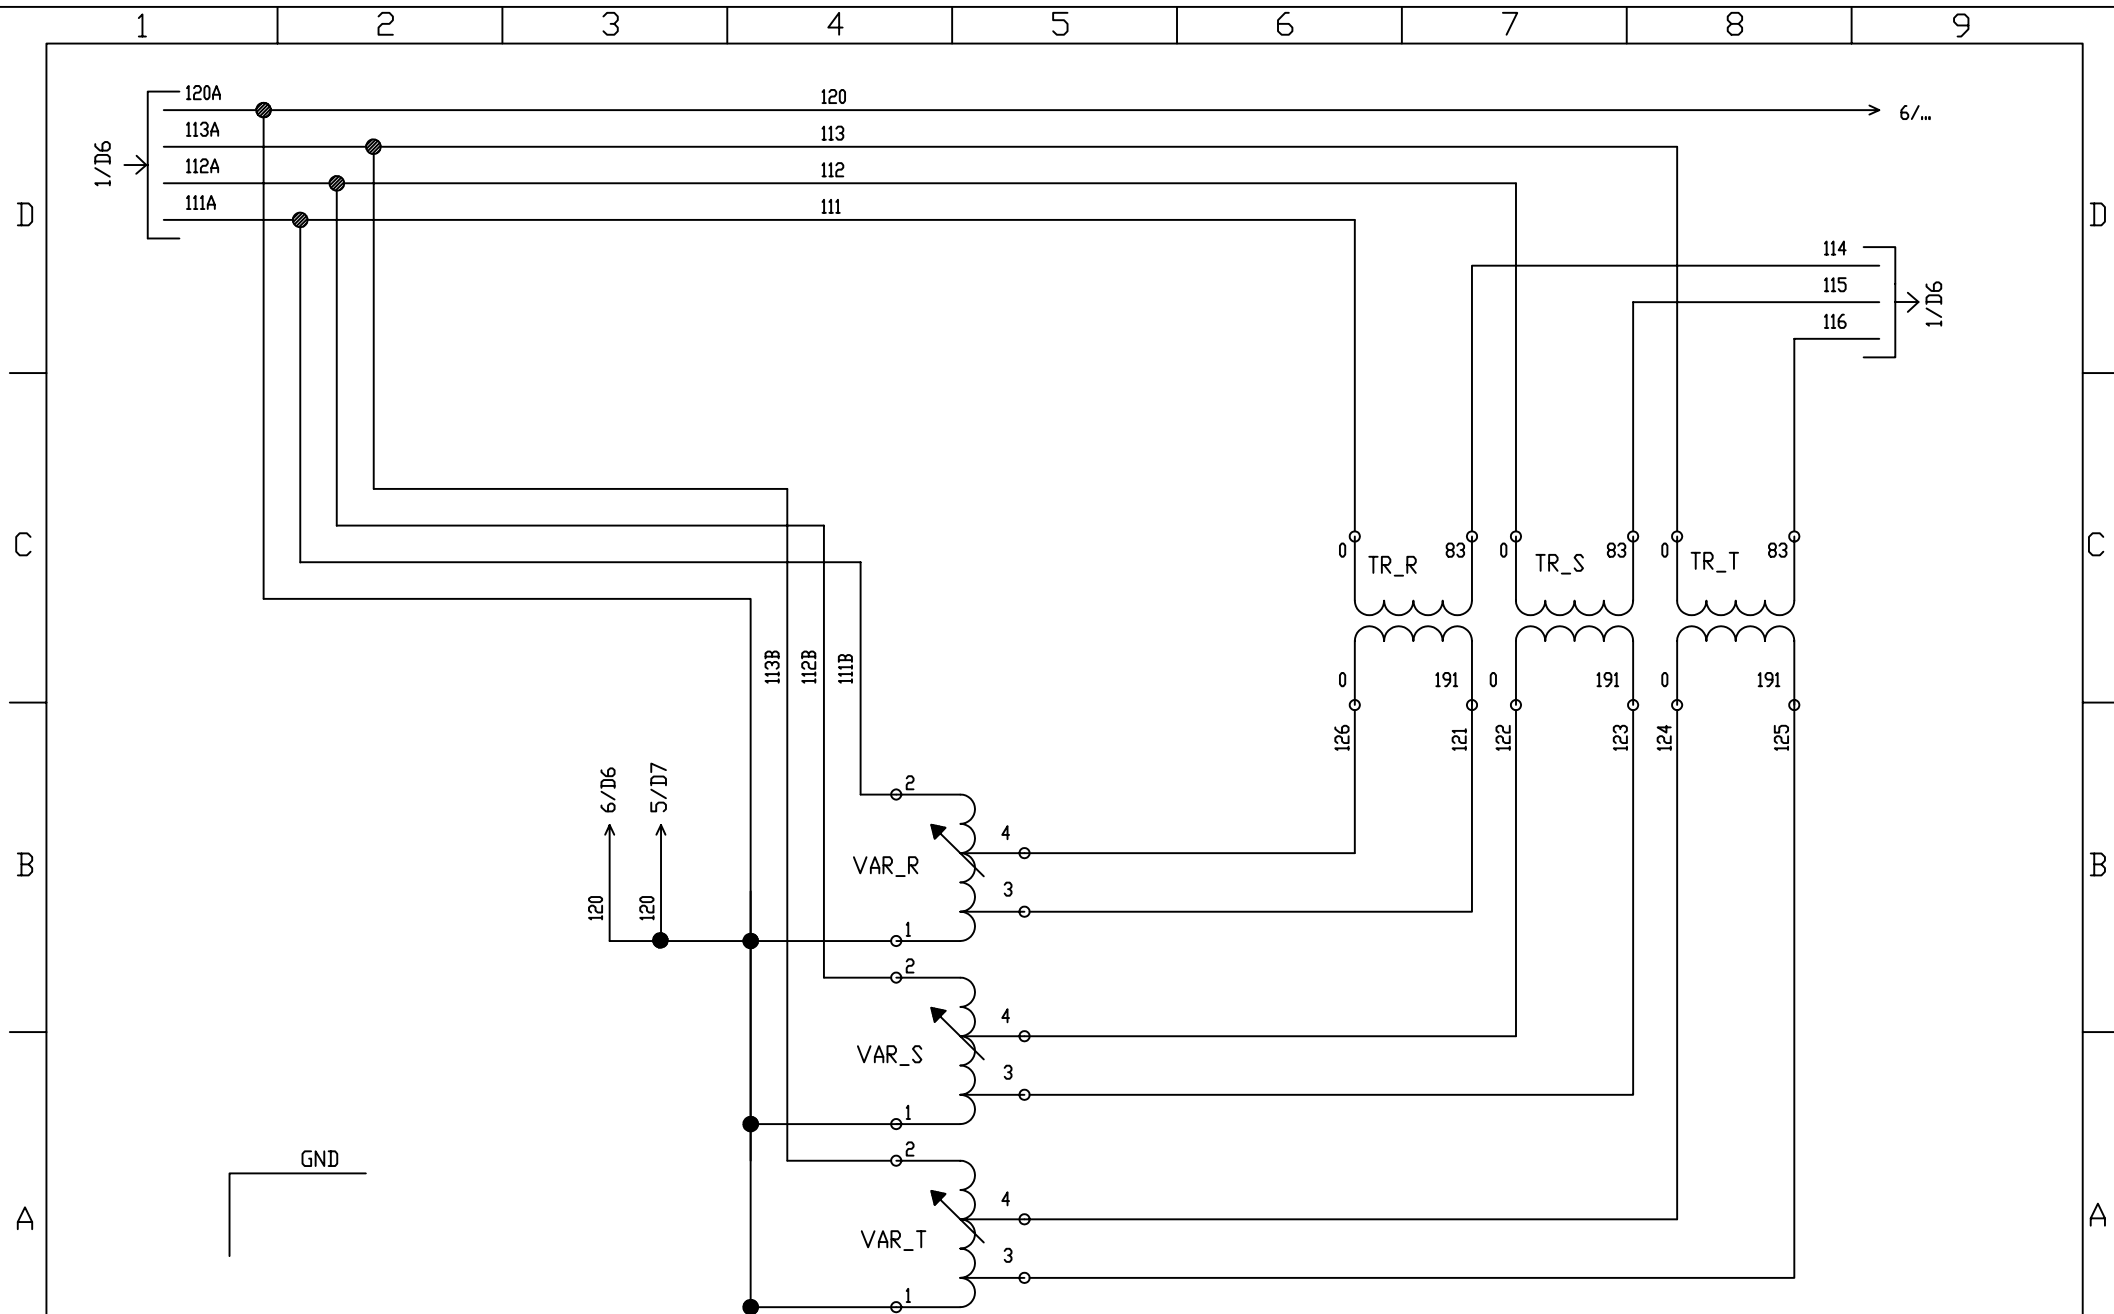 1 2 3 4 5 6 7 8 9
120A 120
6/...
113A 113
1/D6
112A 112
D D
111A 111
114
115
1/D6
116
C C
0 TR_R 83 0 TR_S 83 0 TR_T 83
113B 112B 111B
0 191 0 191 0 191
126 121 122 123 124 125
6/D6 5/D7
2
4
B VAR_R B
3
120 120
1
2
4
VAR_S
3
1
2
GND
4
A A
VAR_T
3
1